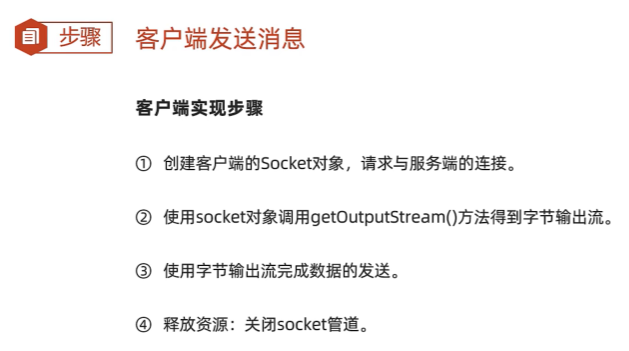 步骤 客户端发送消息
客户端实现步骤
① 创建客户端的Socket对象，请求与服务端的连接。
② 使用socket对象调用getOutputStream()方法得到字节输出流。
③ 使用字节输出流完成数据的发送。
④ 释放资源：关闭socket管道。